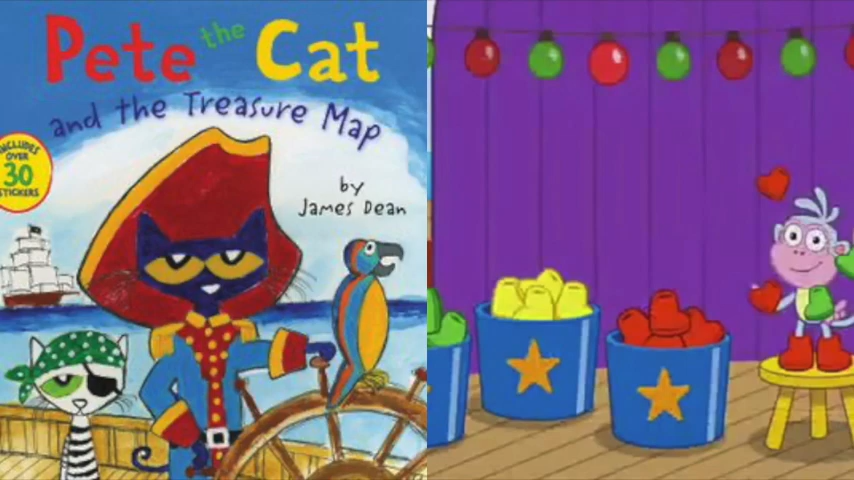 Pete the Cat
and the Treasure Map
by
James Dean
INCLUDES
OVER
30
STICKERS